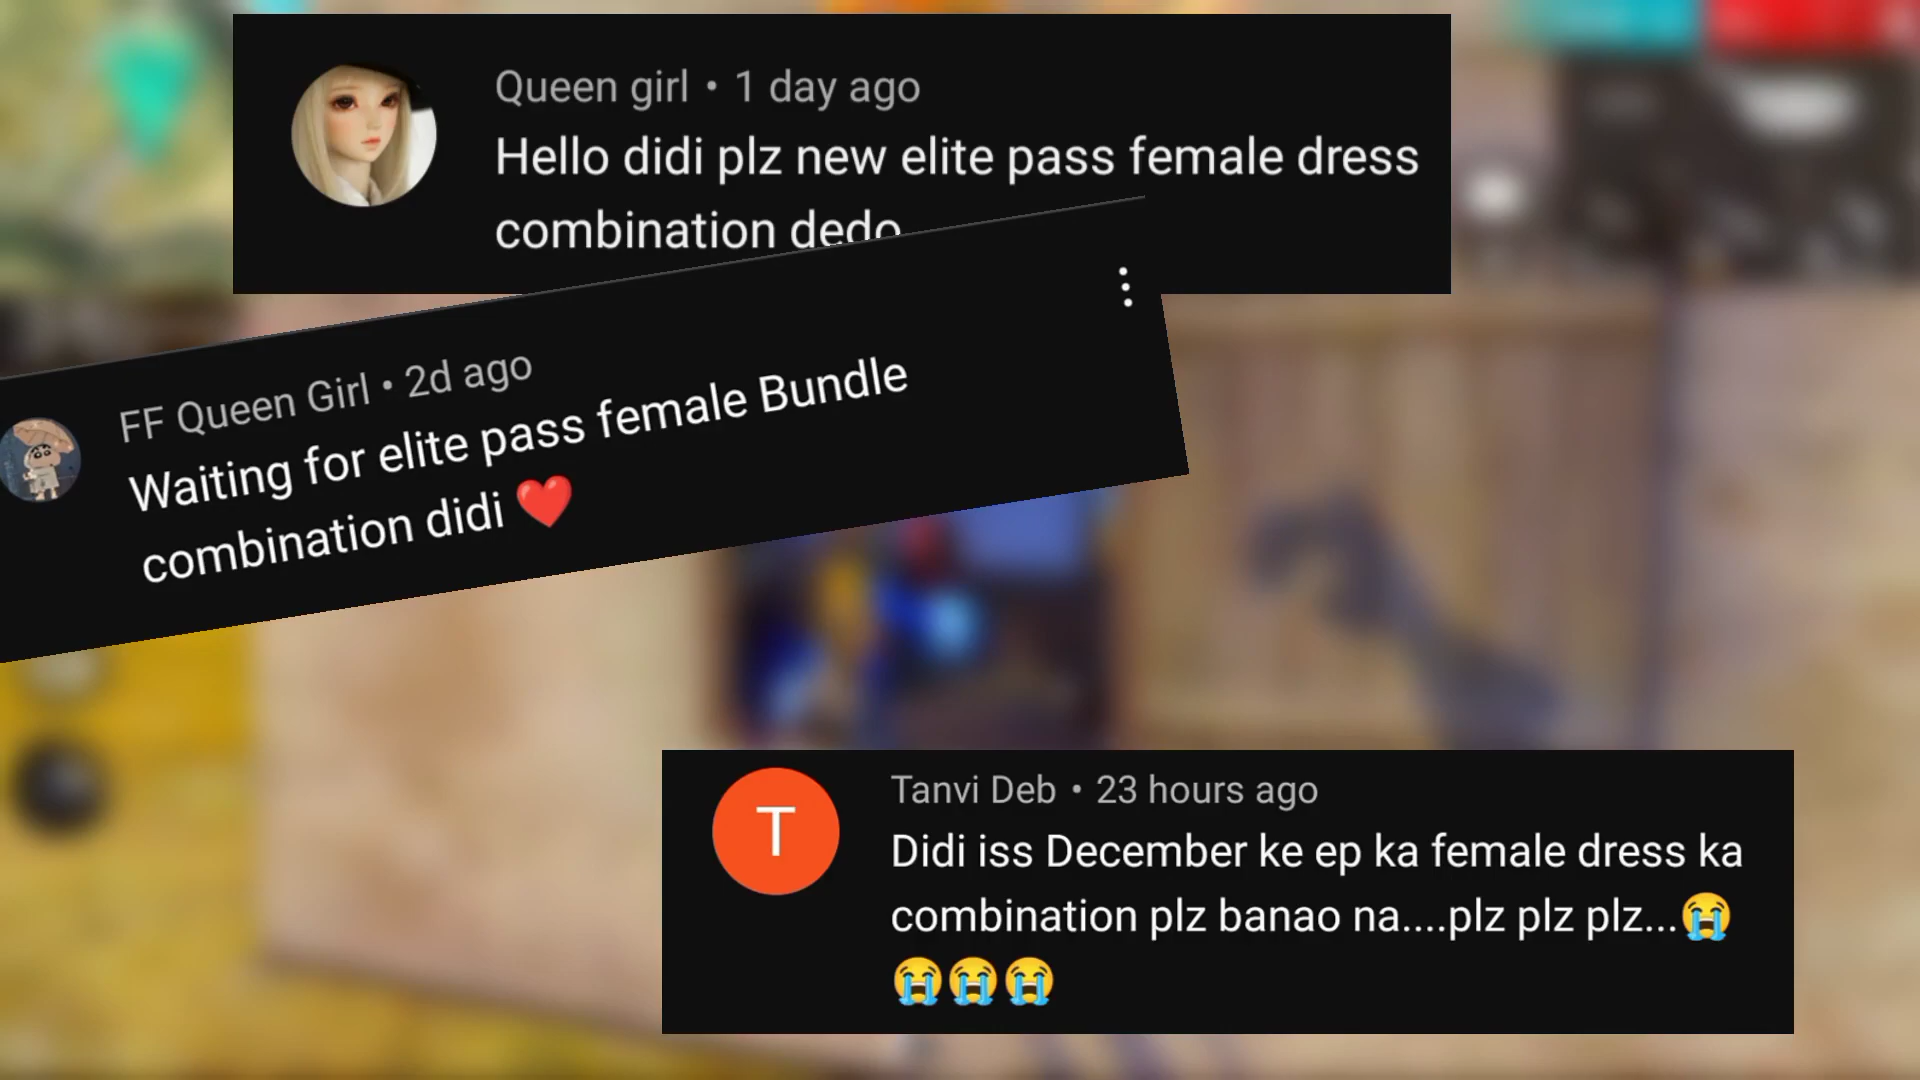 Queen girl • 1 day ago
Hello didi plz new elite pass female dress
combination dedo
FF Queen Girl • 2d ago
Waiting for elite pass female Bundle
combination didi ❤️
T
Tanvi Deb • 23 hours ago
Didi iss December ke ep ka female dress ka
combination plz banao na....plz plz plz...😭
😭😭😭